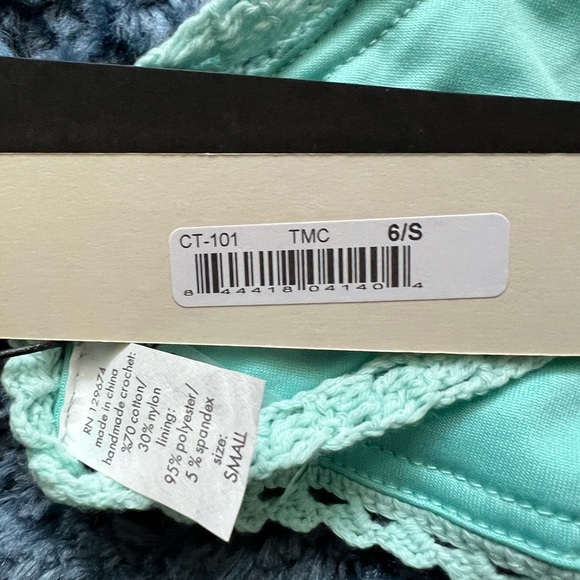 CT-101 TMC 6/S
8 44418 04140 4
RN 129674
made in china
handmade crochet:
%70 cotton/
30% nylon
lining:
95% polyester/
5% spandex
size:
SMALL